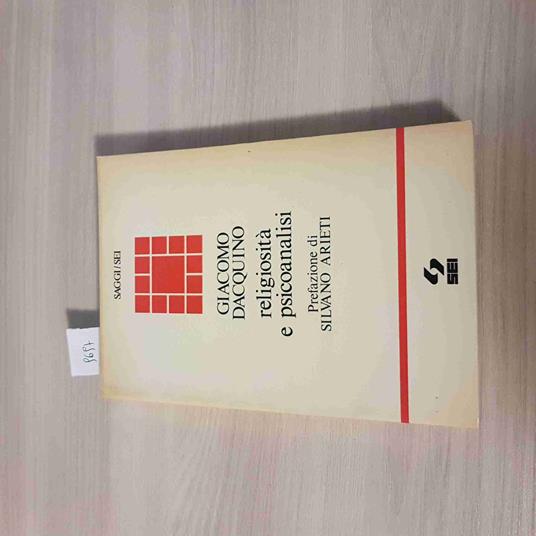 SAGGI/SEI
GIACOMO
DACQUINO
religiosità
e psicoanalisi
Prefazione di
SILVANO ARIETI
SEI